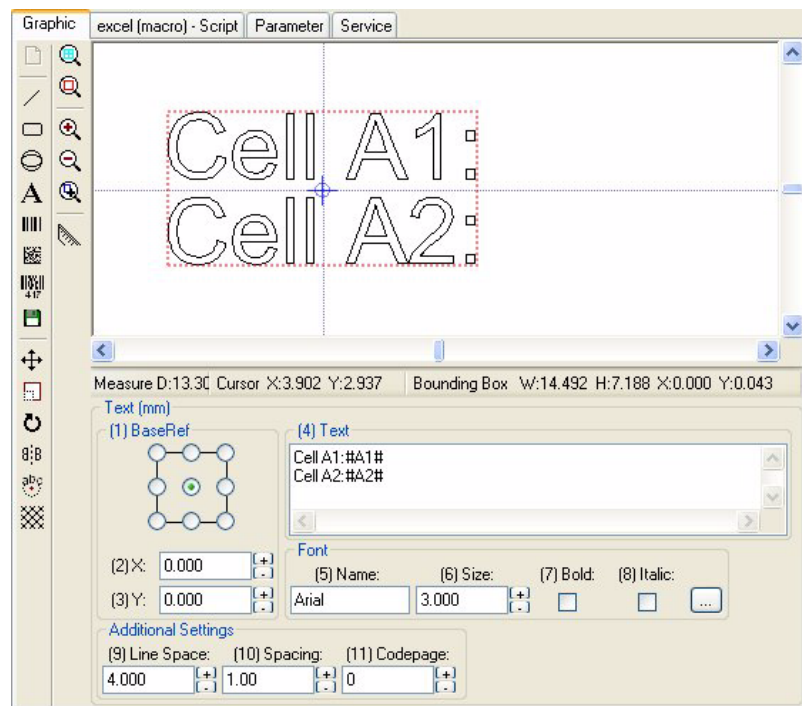 Graphic excel (macro) - Script Parameter Service
A
417
B B
abc
Cell A1:
Cell A2:
Measure D:13.30 Cursor X:3.902 Y:2.937 Bounding Box W:14.492 H:7.188 X:0.000 Y:0.043
Text (mm)
(1) BaseRef
(4) Text
Cell A1:#A1#
Cell A2:#A2#
(2) X: 0.000
(3) Y: 0.000
Font
(5) Name: (6) Size: (7) Bold: (8) Italic:
Arial 3.000 ...
Additional Settings
(9) Line Space: (10) Spacing: (11) Codepage:
4.000 1.00 0